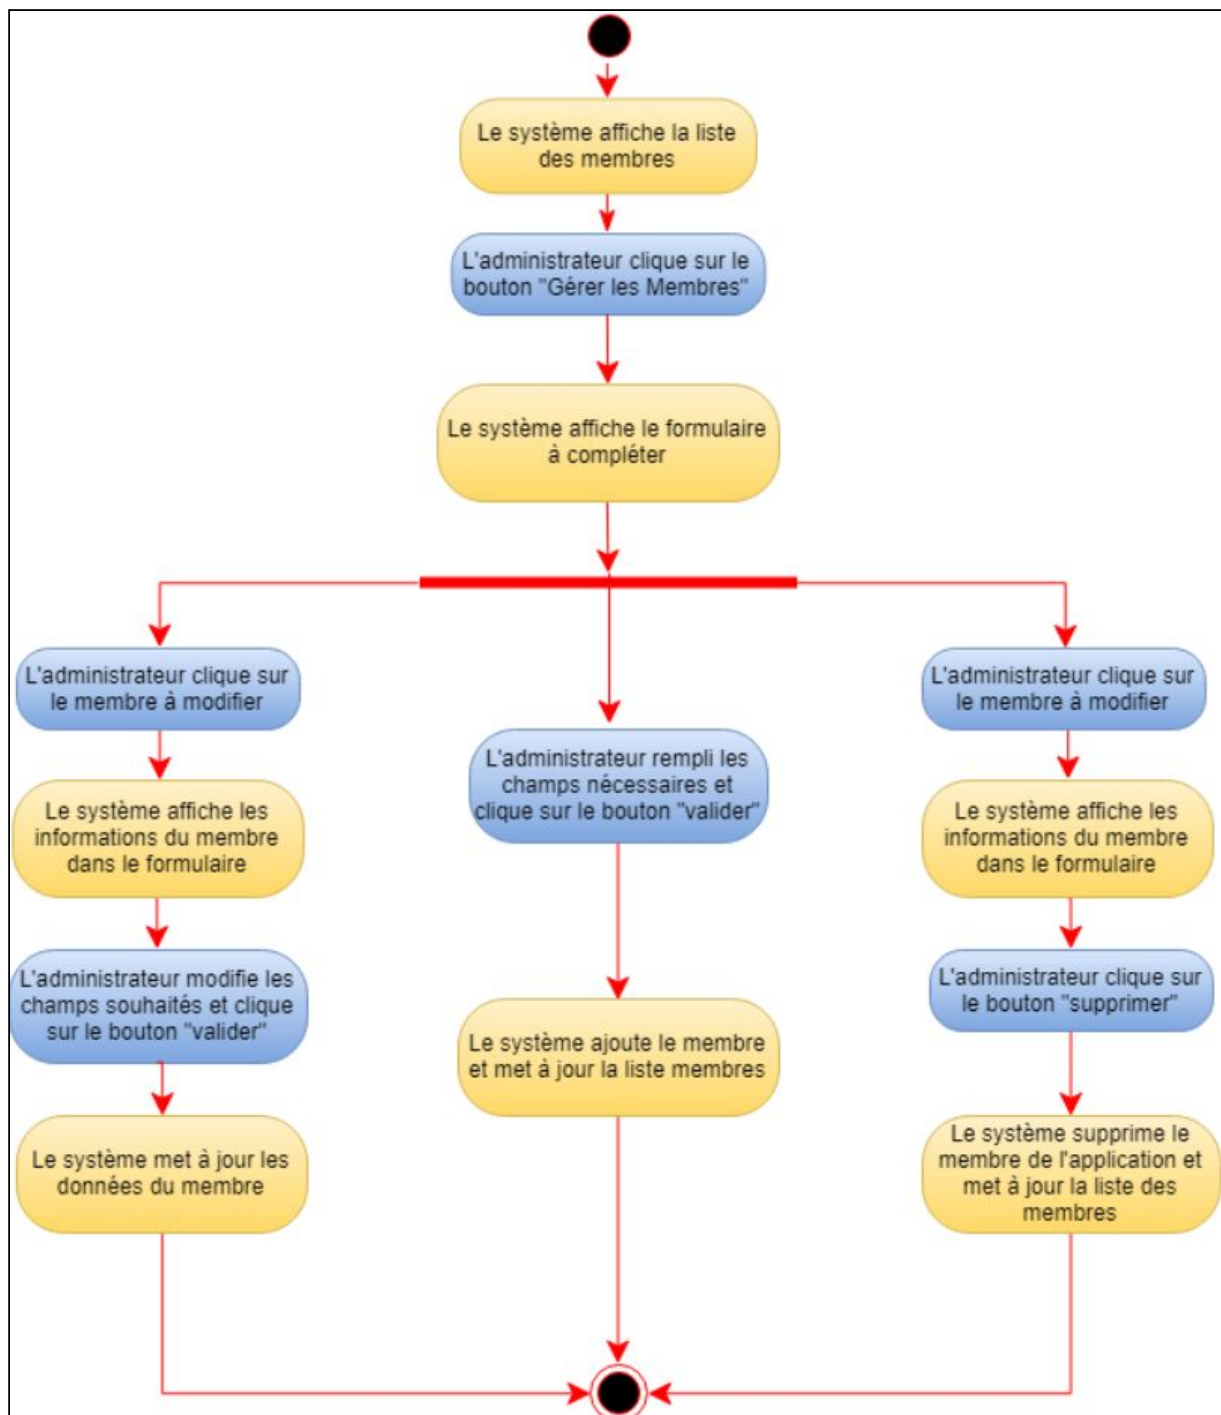 Le système affiche la liste
des membres
L'administrateur clique sur le
bouton "Gérer les Membres"
Le système affiche le formulaire
à compléter
L'administrateur clique sur
le membre à modifier
Le système affiche les
informations du membre
dans le formulaire
L'administrateur modifie les
champs souhaités et clique
sur le bouton "valider"
Le système met à jour les
données du membre
L'administrateur rempli les
champs nécessaires et
clique sur le bouton "valider"
Le système ajoute le membre
et met à jour la liste membres
L'administrateur clique sur
le membre à modifier
Le système affiche les
informations du membre
dans le formulaire
L'administrateur clique sur
le bouton "supprimer"
Le système supprime le
membre de l'application et
met à jour la liste des
membres